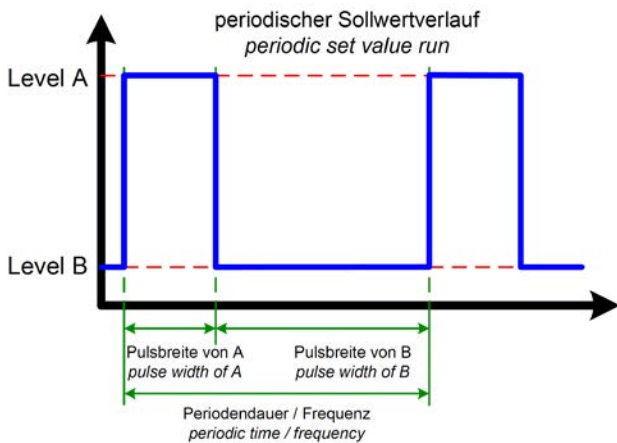 periodischer Sollwertverlauf
periodic set value run
Level A
Level B
Pulsbreite von A
pulse width of A
Pulsbreite von B
pulse width of B
Periodendauer / Frequenz
periodic time / frequency